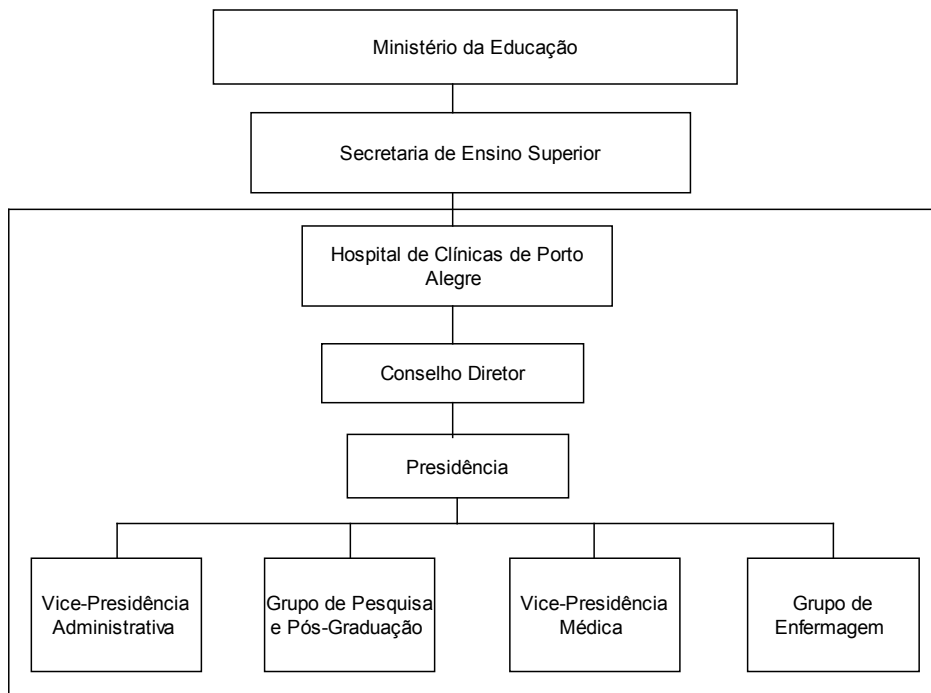 Ministério da Educação
Secretaria de Ensino Superior
Hospital de Clínicas de Porto
Alegre
Conselho Diretor
Presidência
Vice-Presidência
Administrativa
Grupo de Pesquisa
e Pós-Graduação
Vice-Presidência
Médica
Grupo de
Enfermagem